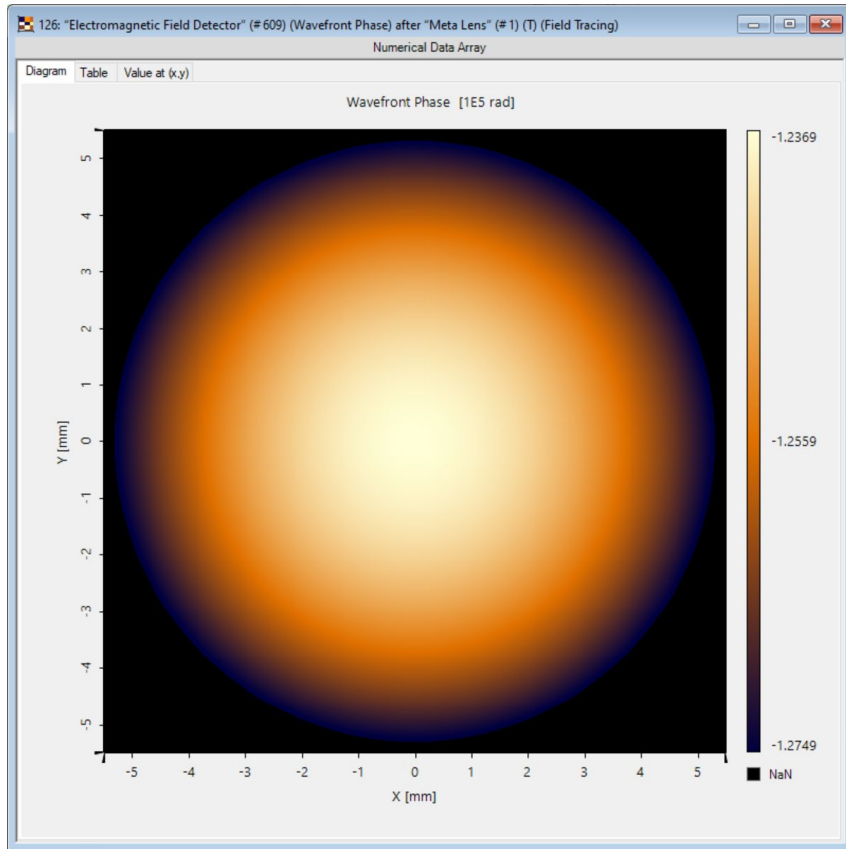 126: "Electromagnetic Field Detector" (# 609) (Wavefront Phase) after "Meta Lens" (# 1) (T) (Field Tracing)
Numerical Data Array
Diagram Table Value at (x,y)
Wavefront Phase [1E5 rad]
-1.2369
-1.2559
-1.2749
NaN
Y [mm]
5
4
3
2
1
0
-1
-2
-3
-4
-5
-5 -4 -3 -2 -1 0 1 2 3 4 5
X [mm]